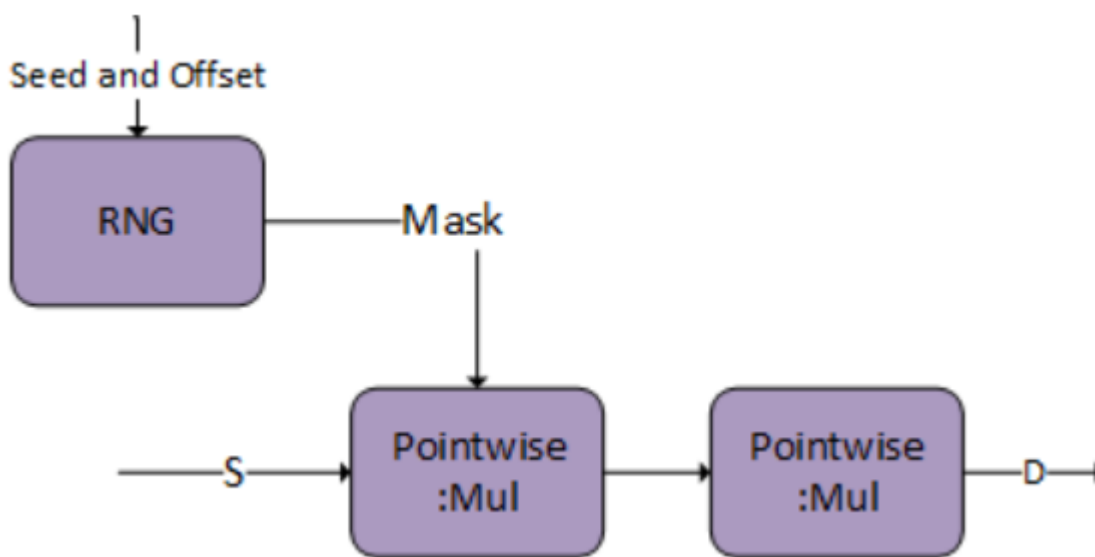 Seed and Offset
RNG
Mask
S
Pointwise
:Mul
Pointwise
:Mul
D